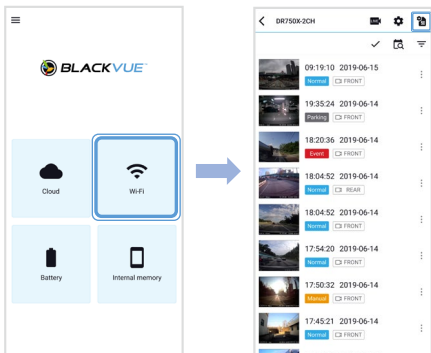 BLACKVUE
Cloud
Wi-Fi
Battery
Internal memory
DR750X-2CH
09:19:10 2019-06-15
Normal FRONT
19:35:24 2019-06-14
Parking FRONT
18:20:36 2019-06-14
Event FRONT
18:04:52 2019-06-14
Normal REAR
18:04:52 2019-06-14
Normal FRONT
17:54:20 2019-06-14
Normal FRONT
17:50:32 2019-06-14
Manual FRONT
17:45:21 2019-06-14
Normal FRONT